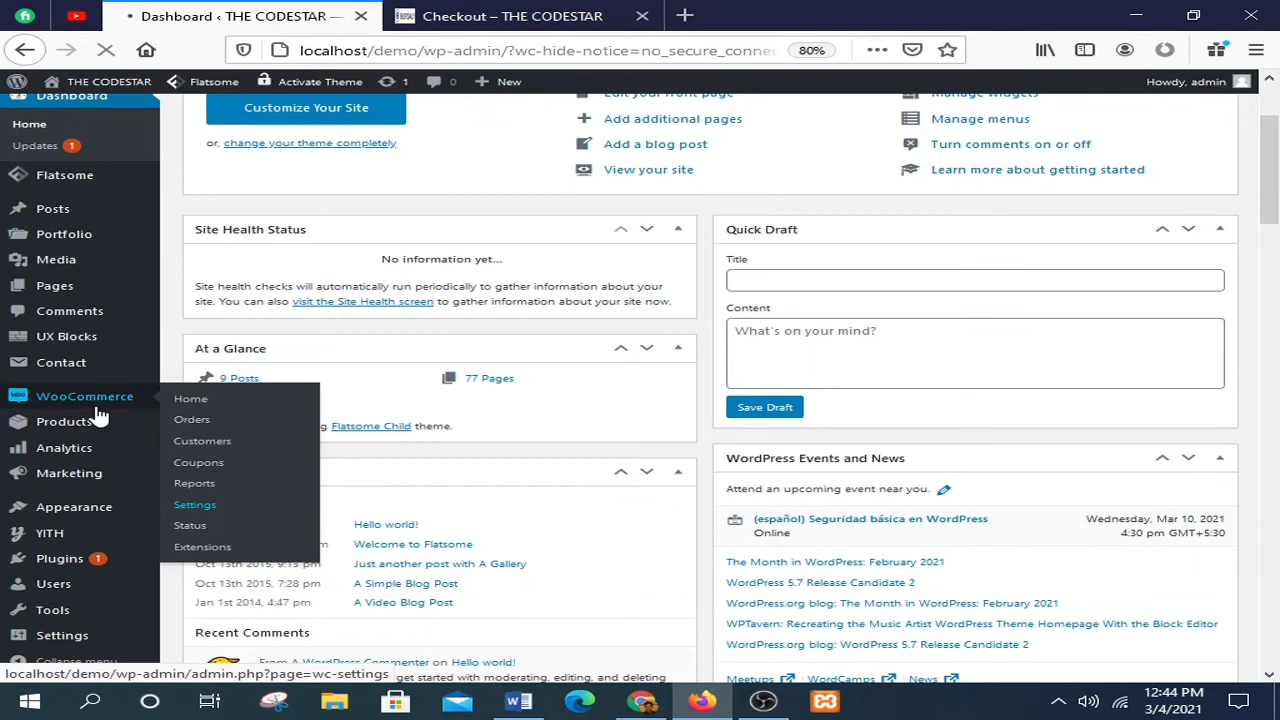 Dashboard ‹ THE CODESTAR —
Checkout – THE CODESTAR
localhost/demo/wp-admin/?wc-hide-notice=no_secure_connec
80%
THE CODESTAR
Flatsome
Activate Theme
1
0
New
Howdy, admin
Dashboard
Home
Updates 1
Flatsome
Posts
Portfolio
Media
Pages
Comments
UX Blocks
Contact
WooCommerce
Products
Analytics
Marketing
Appearance
YITH
Plugins 1
Users
Tools
Settings
Collapse menu
Home
Orders
Customers
Coupons
Reports
Settings
Status
Extensions
Customize Your Site
or, change your theme completely
Edit your front page
Add additional pages
Add a blog post
View your site
Manage widgets
Manage menus
Turn comments on or off
Learn more about getting started
Site Health Status
No information yet...
Site health checks will automatically run periodically to gather information about your
site. You can also visit the Site Health screen to gather information about your site now.
At a Glance
9 Posts
77 Pages
Flatsome Child theme.
Hello world!
Welcome to Flatsome
Oct 13th 2015, 9:13 pm Just another post with A Gallery
Oct 13th 2015, 7:28 pm A Simple Blog Post
Jan 1st 2014, 4:47 pm A Video Blog Post
Recent Comments
From A WordPress Commenter on Hello world!
get started with moderating, editing, and deleting
Quick Draft
Title
Content
What's on your mind?
Save Draft
WordPress Events and News
Attend an upcoming event near you.
(español) Seguridad básica en WordPress
Online
Wednesday, Mar 10, 2021
4:30 pm GMT+5:30
The Month in WordPress: February 2021
WordPress 5.7 Release Candidate 2
WordPress.org blog: The Month in WordPress: February 2021
WPTavern: Recreating the Music Artist WordPress Theme Homepage With the Block Editor
WordPress.org blog: WordPress 5.7 Release Candidate 2
Meetups
WordCamps
News
localhost/demo/wp-admin/admin.php?page=wc-settings
12:44 PM
3/4/2021